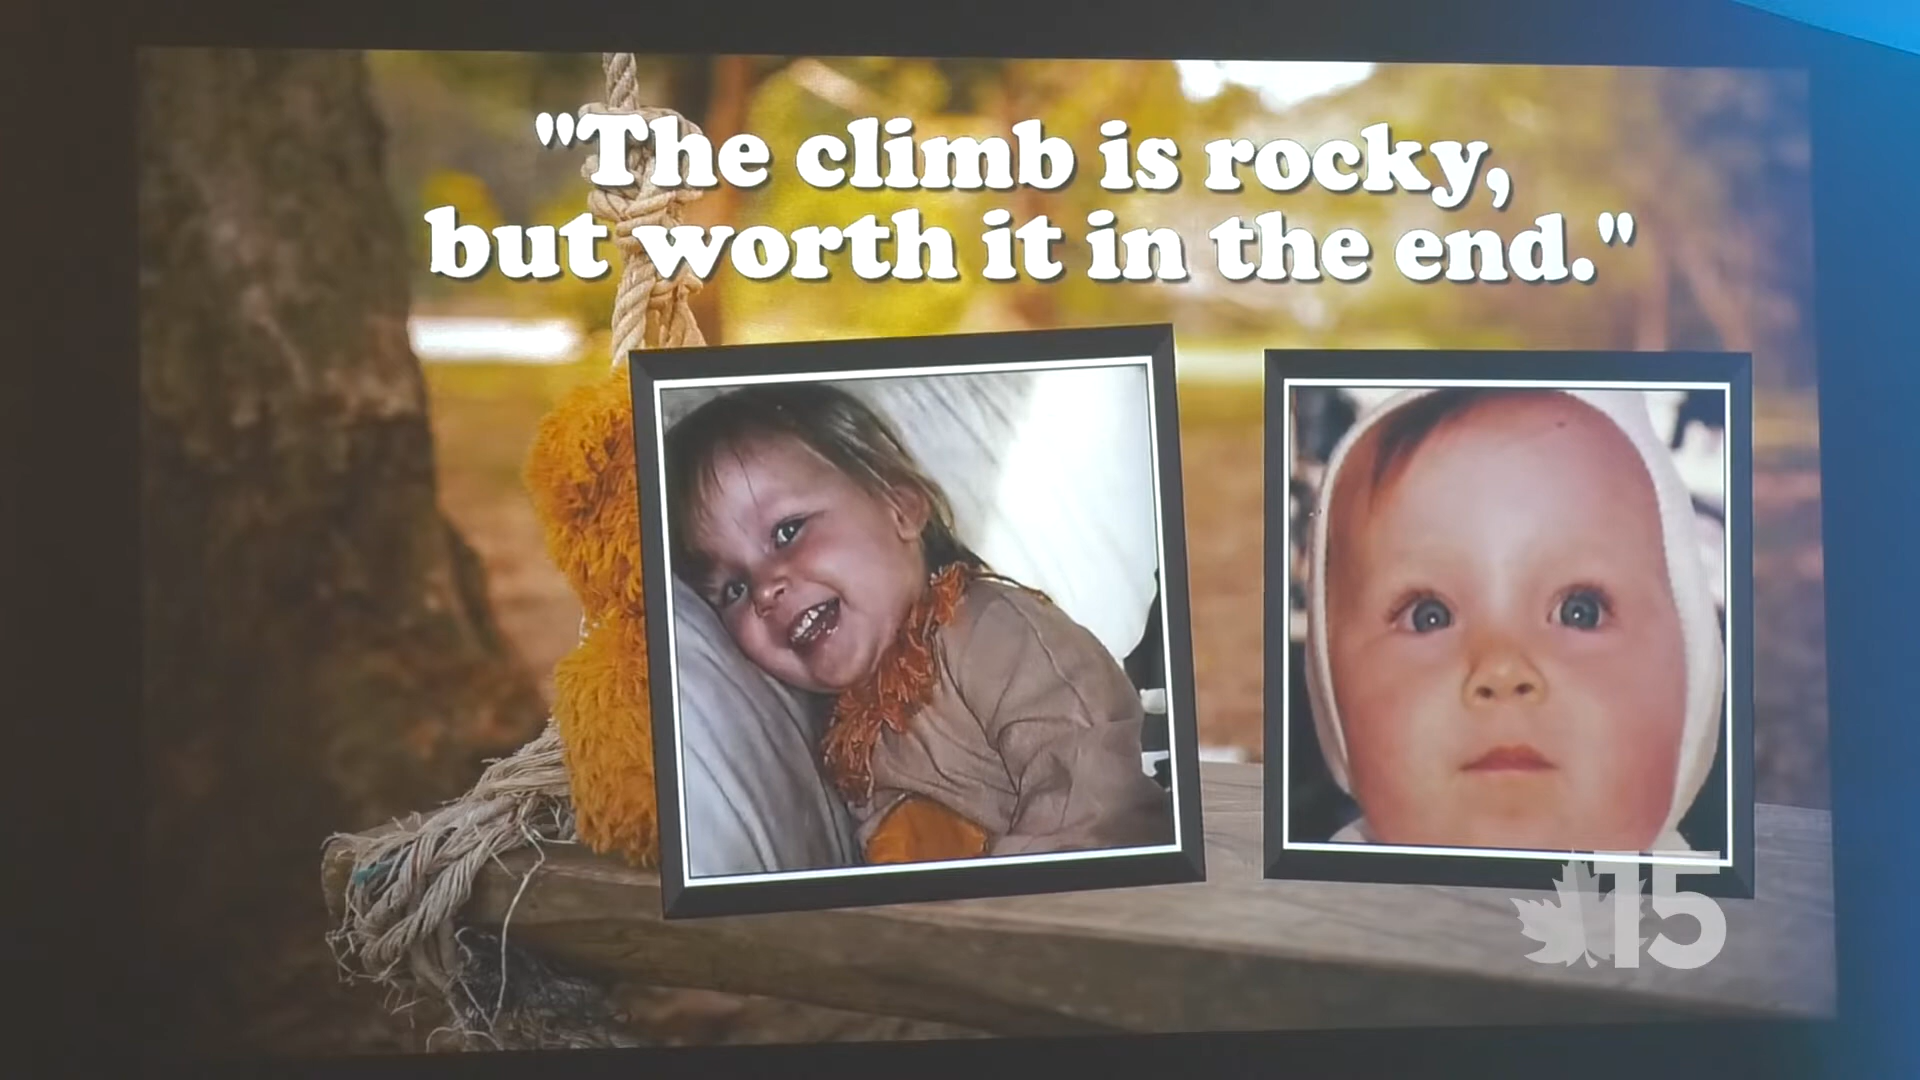 "The climb is rocky,
but worth it in the end."
15